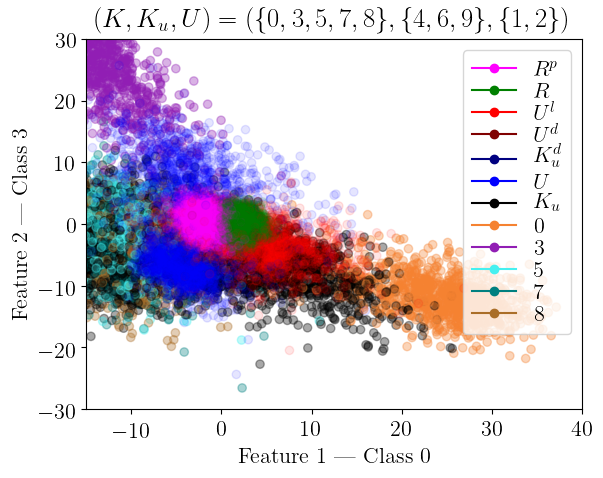 (K, K_u, U) = ({0, 3, 5, 7, 8}, {4, 6, 9}, {1, 2})
30
20
10
0
−10
−20
−30
Feature 2 — Class 3
−10
0
10
20
30
40
Feature 1 — Class 0
R^p
R
U^l
U^d
K_u^d
U
K_u
0
3
5
7
8